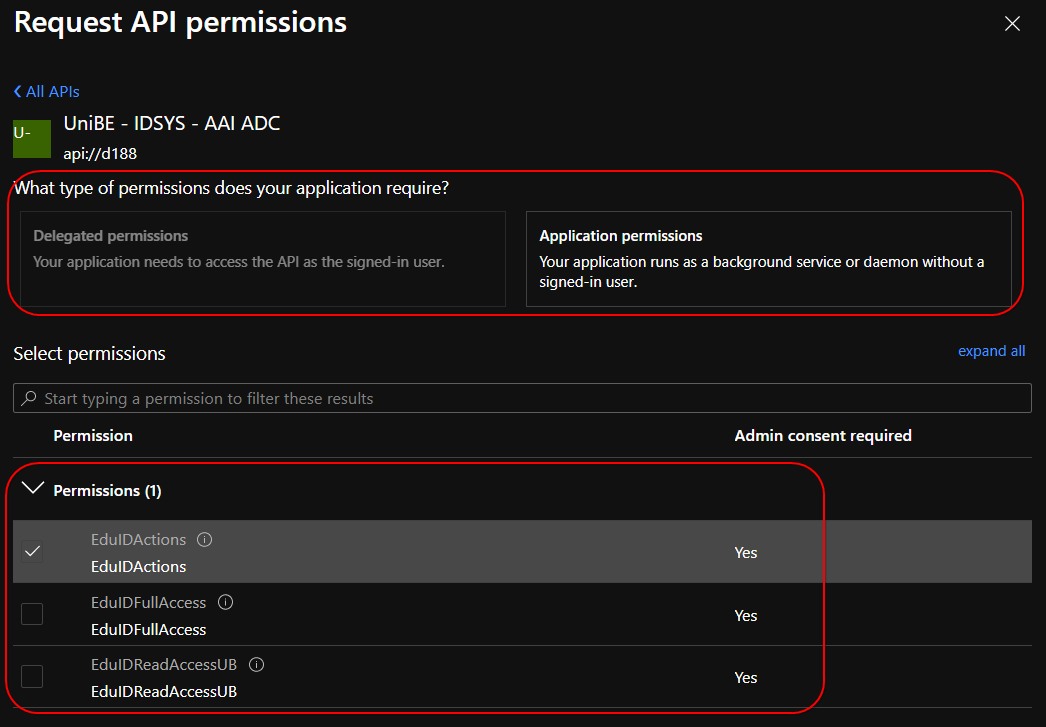 Request API permissions
All APIs
U-
UniBE - IDSYS - AAI ADC
api://d188
What type of permissions does your application require?
Delegated permissions
Your application needs to access the API as the signed-in user.
Application permissions
Your application runs as a background service or daemon without a
signed-in user.
Select permissions
expand all
Start typing a permission to filter these results
Permission
Admin consent required
Permissions (1)
EduIDActions
EduIDActions
Yes
EduIDFullAccess
EduIDFullAccess
Yes
EduIDReadAccessUB
EduIDReadAccessUB
Yes